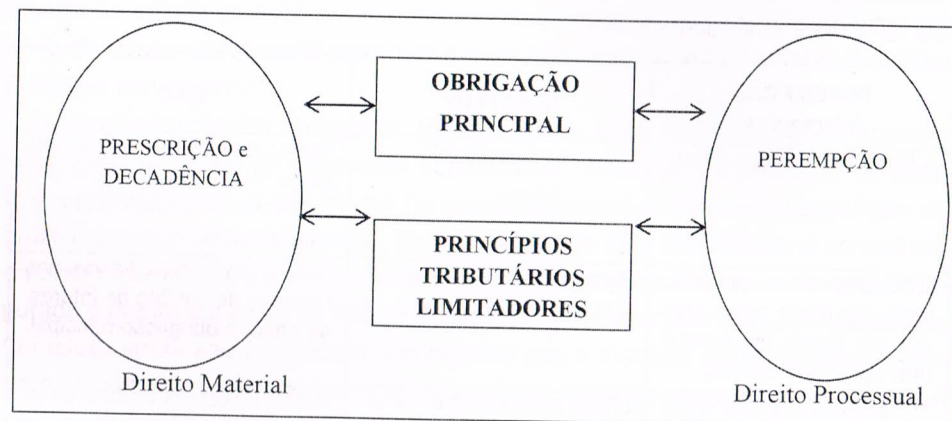 PRESCRIÇÃO e
DECADÊNCIA
OBRIGAÇÃO
PRINCIPAL
PRINCÍPIOS
TRIBUTÁRIOS
LIMITADORES
PEREMPÇÃO
Direito Material
Direito Processual